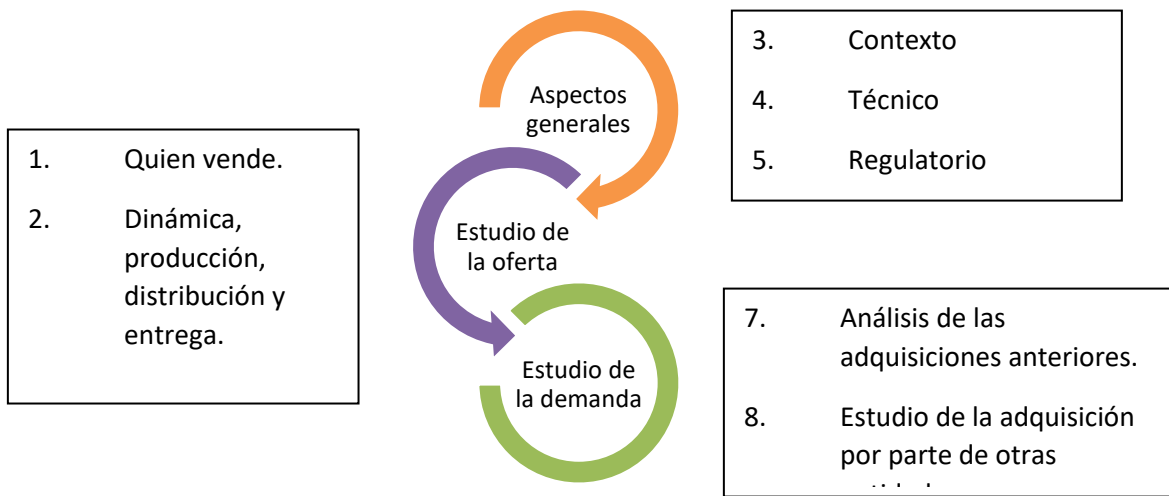 Aspectos
generales
3. Contexto
4. Técnico
5. Regulatorio
1. Quien vende.
2. Dinámica,
producción,
distribución y
entrega.
Estudio de
la oferta
Estudio de
la demanda
7. Análisis de las
adquisiciones anteriores.
8. Estudio de la adquisición
por parte de otras